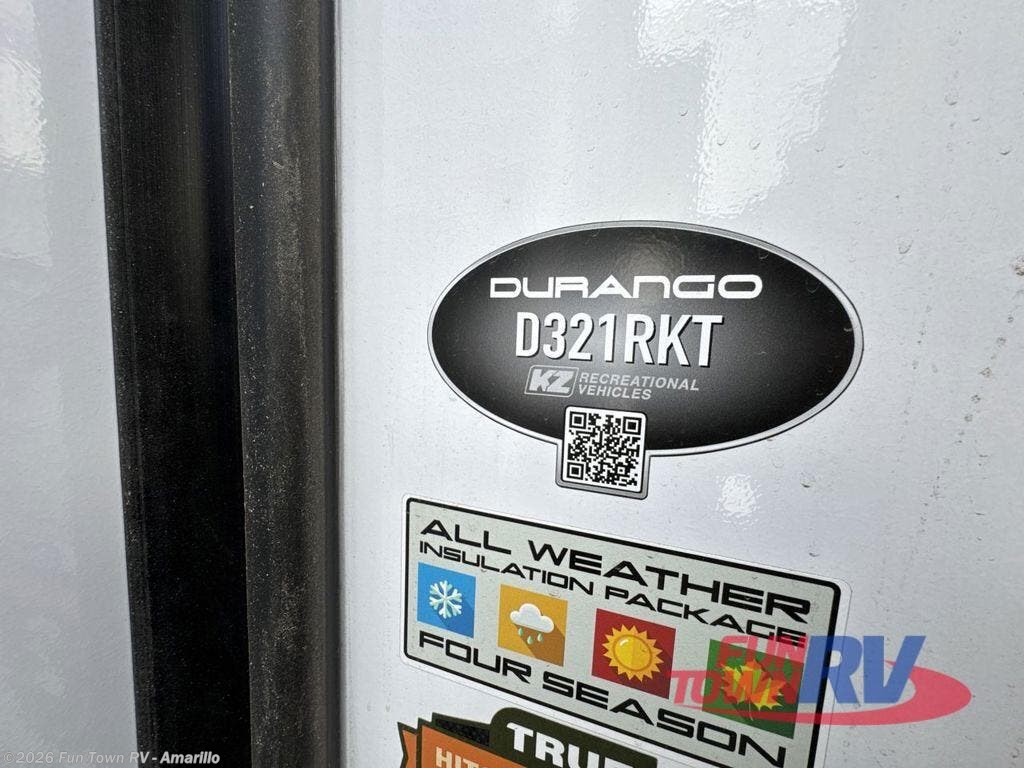 DURANGO
D321RKT
KZ RECREATIONAL
VEHICLES
ALL WEATHER
INSULATION PACKAGE
FOUR SEASON
FUN
TOWN RV
TRUE
HIT
©2026 Fun Town RV - Amarillo